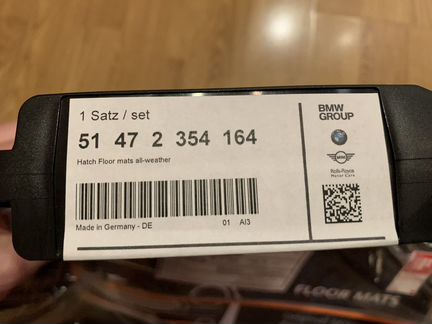 1 Satz / set
51 47 2 354 164
Hatch Floor mats all-weather
Made in Germany - DE 01 AI3
BMW
GROUP
MINI
Rolls-Royce
Motor Cars
FLOOR MATS